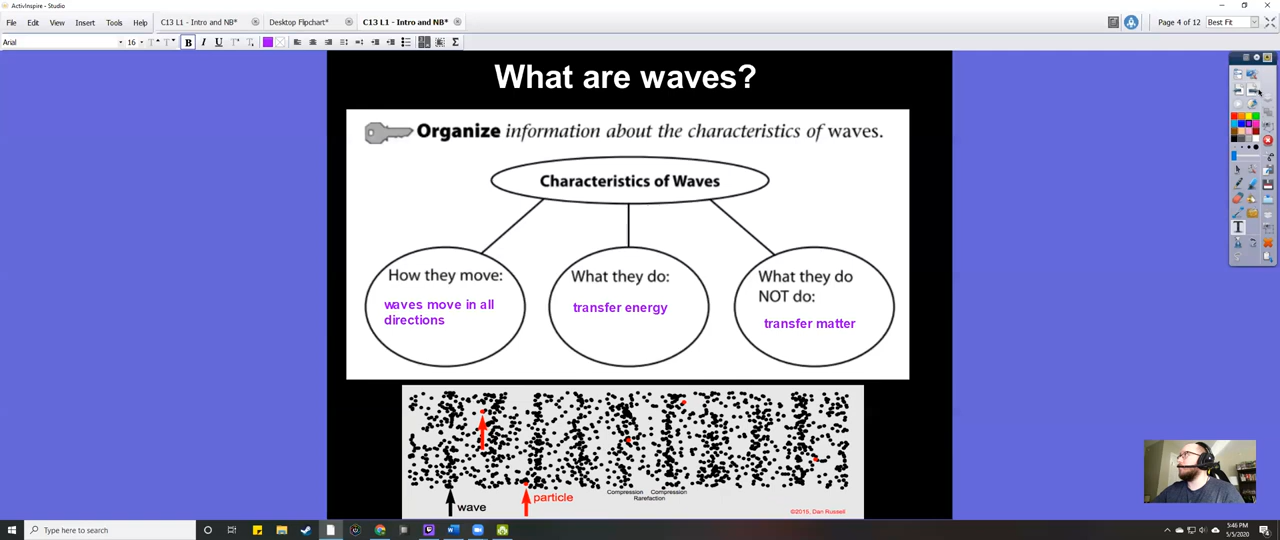 ActivInspire - Studio
File Edit View Insert Tools Help C13 L1 - Intro and NB* Desktop Flipchart* C13 L1 - Intro and NB* Page 4 of 12 Best Fit
Arial 16 B I U T T Σ
What are waves?
Organize information about the characteristics of waves.
Characteristics of Waves
How they move:
waves move in all
directions
What they do:
transfer energy
What they do
NOT do:
transfer matter
Compression Compression
Rarefaction
wave
particle
©2015, Dan Russell
T
Type here to search
5:46 PM
5/5/2020